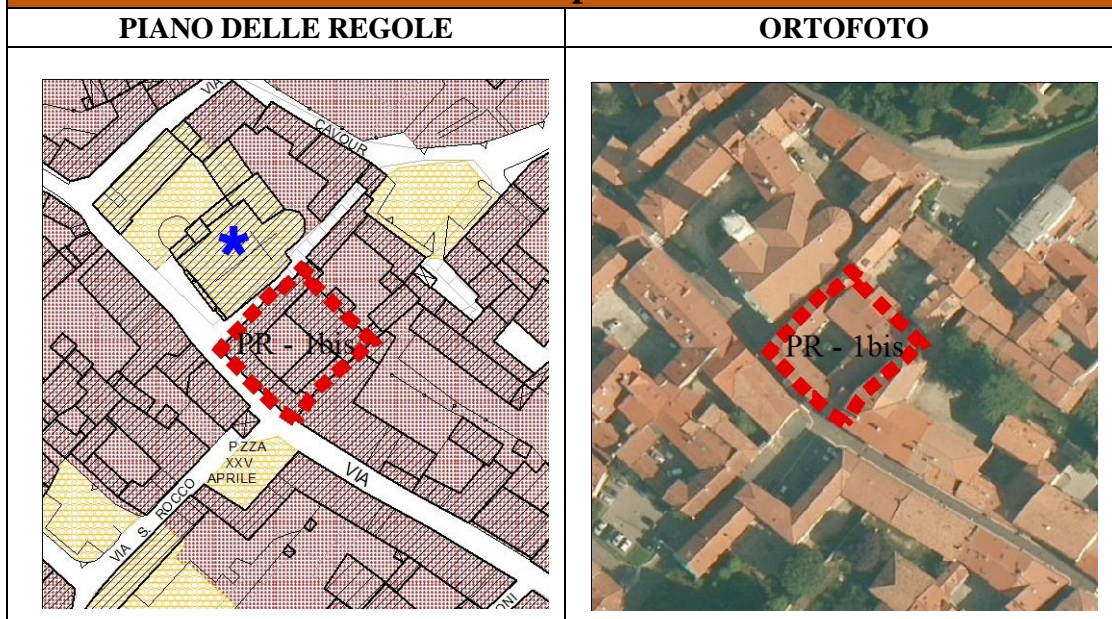 PIANO DELLE REGOLE
ORTOFOTO
VIA
CAVOUR
PR - 1bis
PR - 1bis
P.ZZA
XXV
APRILE
VIA
VIA S. ROCCO